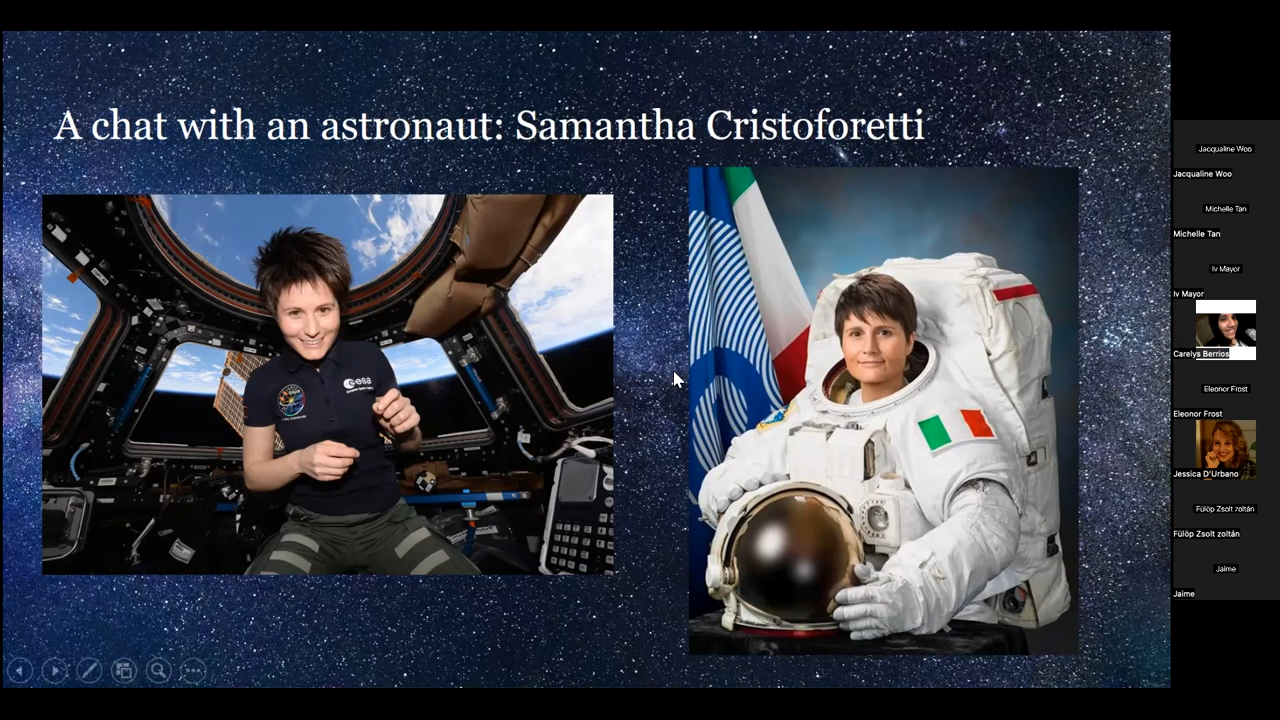 A chat with an astronaut: Samantha Cristoforetti
esa
Jacqualine Woo
Jacqualine Woo
Michelle Tan
Michelle Tan
Iv Mayor
Iv Mayor
Carelys Berrios
Eleonor Frost
Eleonor Frost
Jessica D'Urbano
Fülöp Zsolt zoltán
Fülöp Zsolt zoltán
Jaime
Jaime